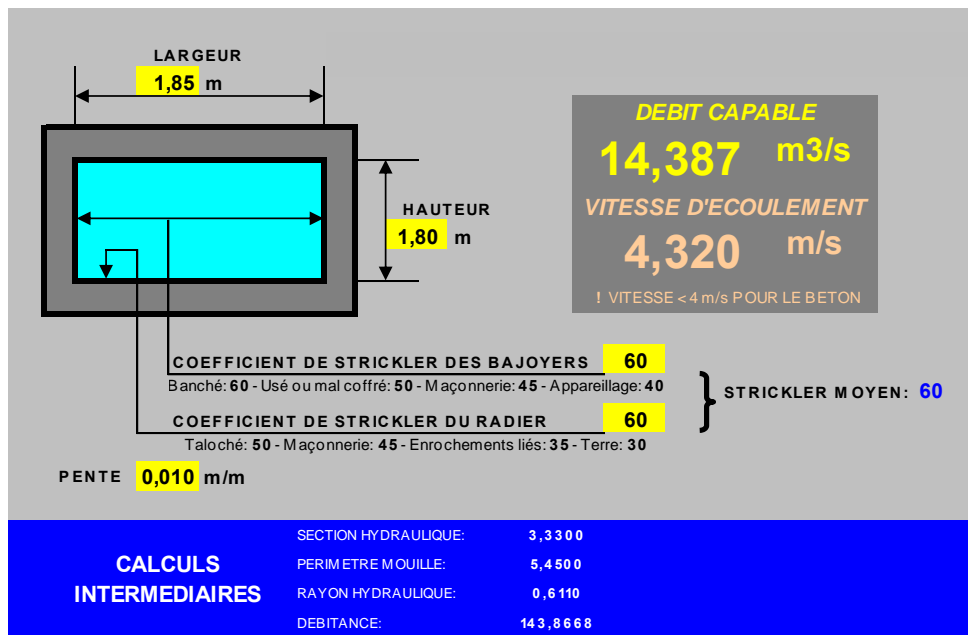 LARGEUR
1,85 m
DEBIT CAPABLE
14,387 m3/s
VITESSE D'ECOULEMENT
4,320 m/s
! VITESSE < 4 m/s POUR LE BETON
HAUTEUR
1,80 m
COEFFICIENT DE STRICKLER DES BAJOYERS 60
Banché: 60 - Usé ou mal coffré: 50 - Maçonnerie: 45 - Appareillage: 40
STRICKLER MOYEN: 60
COEFFICIENT DE STRICKLER DU RADIER 60
Taloché: 50 - Maçonnerie: 45 - Enrochements liés: 35 - Terre: 30
PENTE 0,010 m/m
CALCULS
INTERMEDIAIRES
SECTION HYDRAULIQUE: 3,3300
PERIMETRE MOUILLE: 5,4500
RAYON HYDRAULIQUE: 0,6110
DEBITANCE: 143,8668